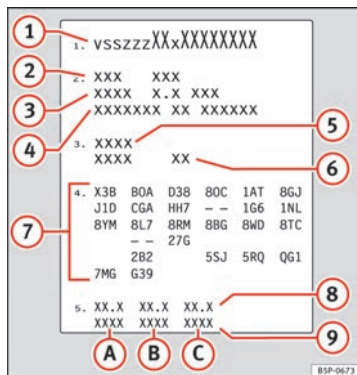 1
1. VSSZZZXXxXXXXXXXX
2
2. XXX XXX
3
XXXX X.X XXX
4
XXXXXXX XX XXXXXX
3. XXXX
5
XXXX XX
6
7
4. X3B B0A D38 80C 1AT 8GJ
J1D CGA HH7 -- 1G6 1NL
8YM 8L7 8RM 8BG 8WD 8TC
-- 27G
2B2 5SJ 5RQ QG1
7MG G39
5. XX.X XX.X XX.X
8
XXXX XXXX XXXX
9
A B C
B5P-0673